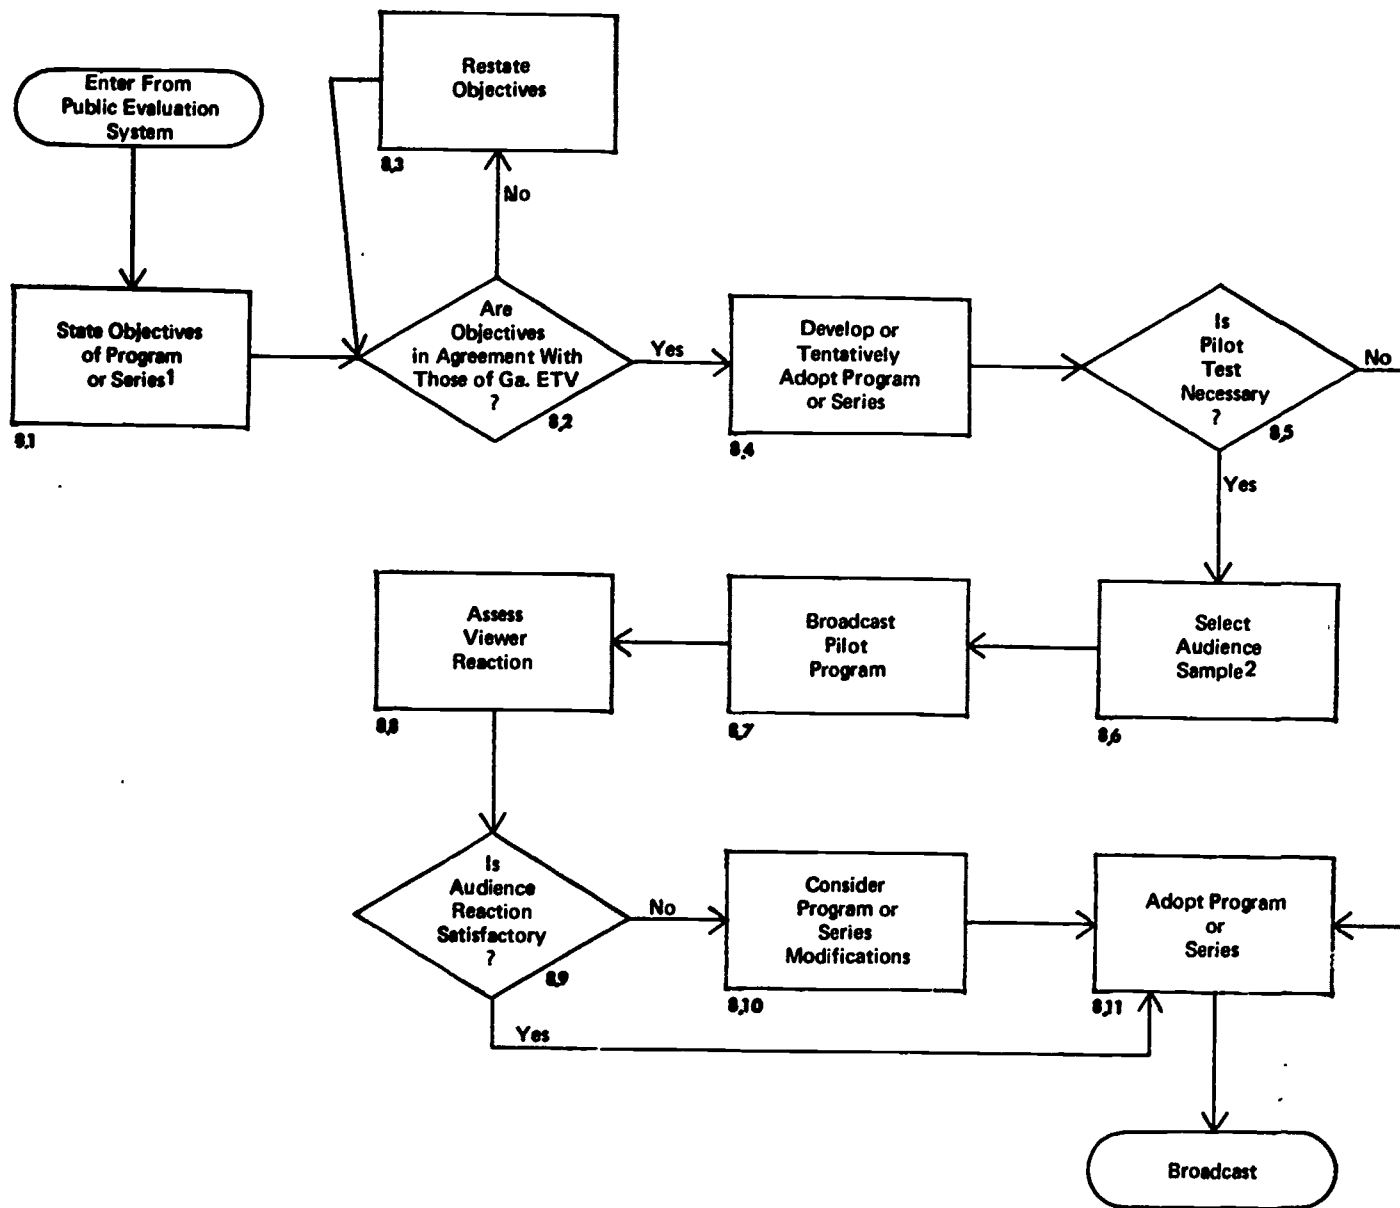 Enter From
Public Evaluation
System
State Objectives
of Program
or Series1
8,1
Restate
Objectives
8,3
No
Are
Objectives
in Agreement With
Those of Ga. ETV
?
8,2
Yes
Develop or
Tentatively
Adopt Program
or Series
8,4
Is
Pilot
Test
Necessary
?
8,5
No
Yes
Select
Audience
Sample2
8,6
Broadcast
Pilot
Program
8,7
Assess
Viewer
Reaction
8,8
Is
Audience
Reaction
Satisfactory
?
8,9
No
Yes
Consider
Program or
Series
Modifications
8,10
Adopt Program
or
Series
8,11
Broadcast